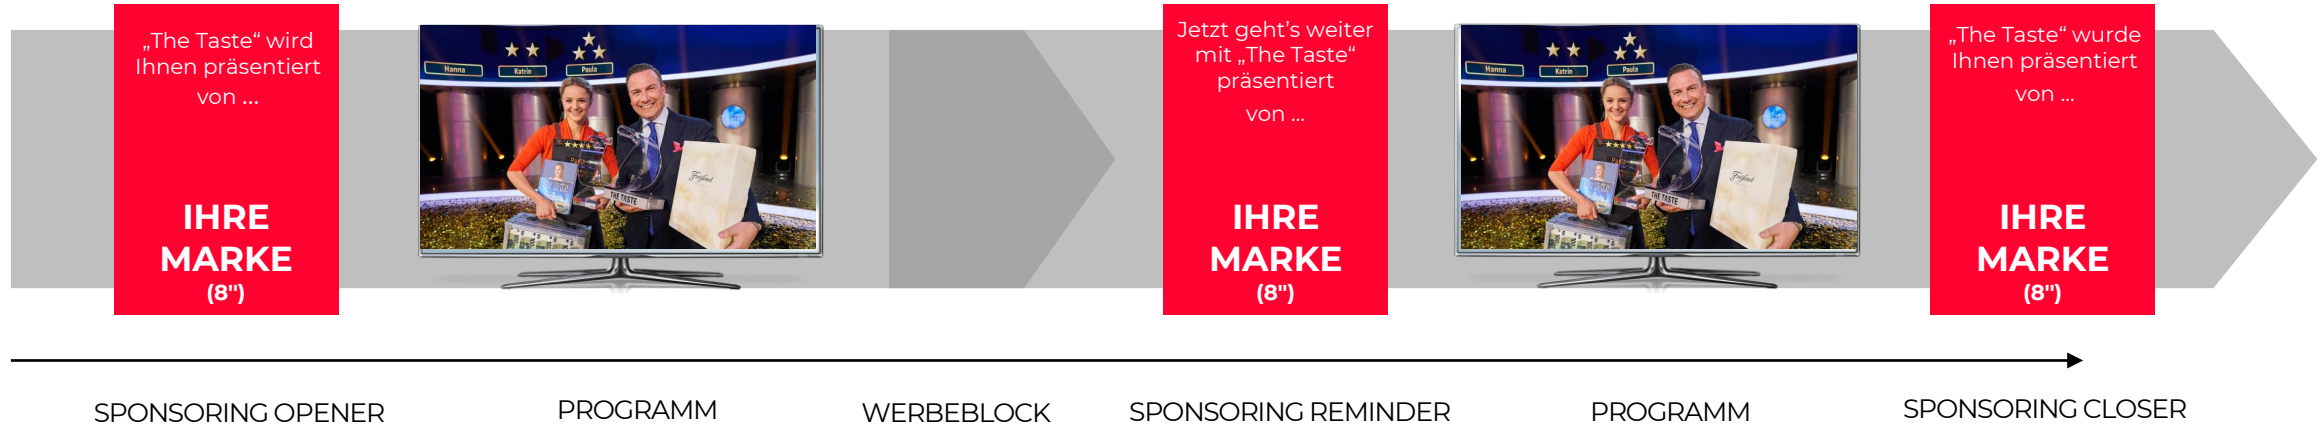 „The Taste“ wird
Ihnen präsentiert
von ...
IHRE
MARKE
(8")
Hanna
Katrin
Paula
THE TASTE
Freixenet
Jetzt geht's weiter
mit „The Taste“
präsentiert
von ...
IHRE
MARKE
(8")
Hanna
Katrin
Paula
THE TASTE
Freixenet
„The Taste“ wurde
Ihnen präsentiert
von ...
IHRE
MARKE
(8")
SPONSORING OPENER
PROGRAMM
WERBEBLOCK
SPONSORING REMINDER
PROGRAMM
SPONSORING CLOSER